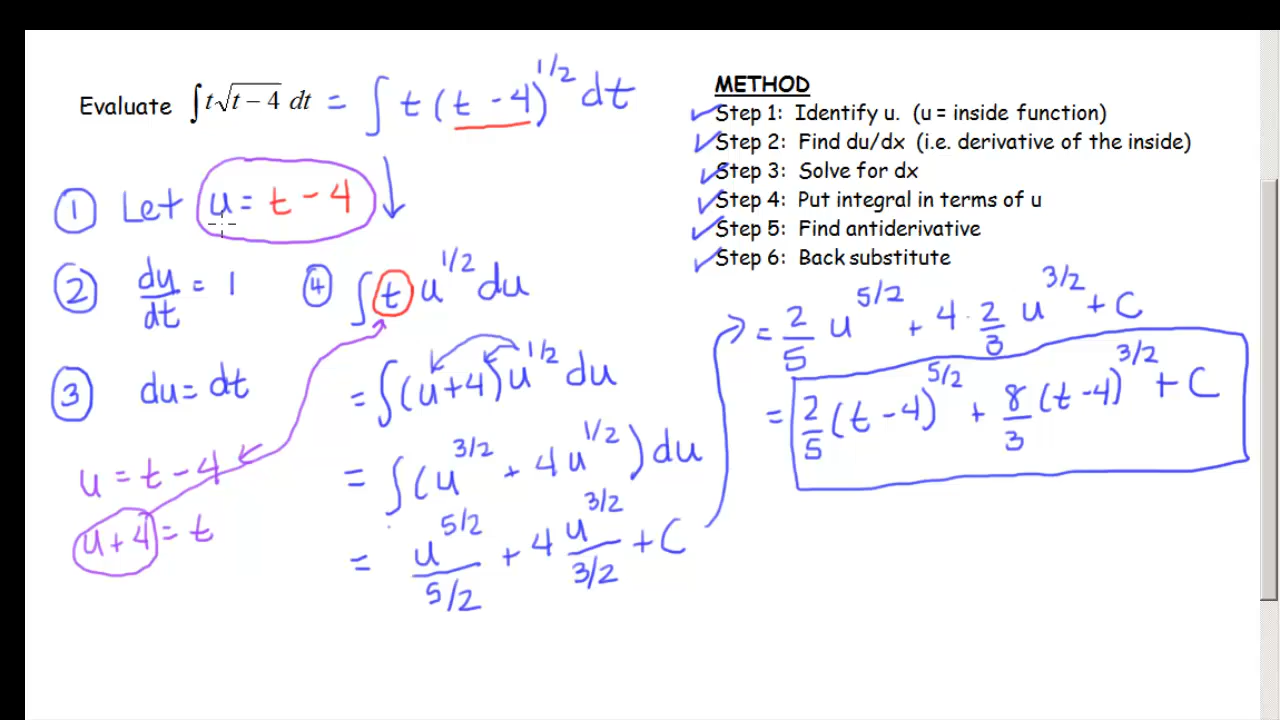 Evaluate ∫ t√(t − 4) dt = ∫ t (t - 4)^1/2 dt
① Let u = t - 4
② du/dt = 1
③ du = dt
u = t - 4
u + 4 = t
④ ∫ t u^1/2 du
= ∫ (u+4) u^1/2 du
= ∫ (u^3/2 + 4u^1/2) du
= u^5/2 / 5/2 + 4 u^3/2 / 3/2 + C
METHOD
Step 1: Identify u. (u = inside function)
Step 2: Find du/dx (i.e. derivative of the inside)
Step 3: Solve for dx
Step 4: Put integral in terms of u
Step 5: Find antiderivative
Step 6: Back substitute
= 2/5 u^5/2 + 4 · 2/3 u^3/2 + C
= 2/5 (t - 4)^5/2 + 8/3 (t - 4)^3/2 + C